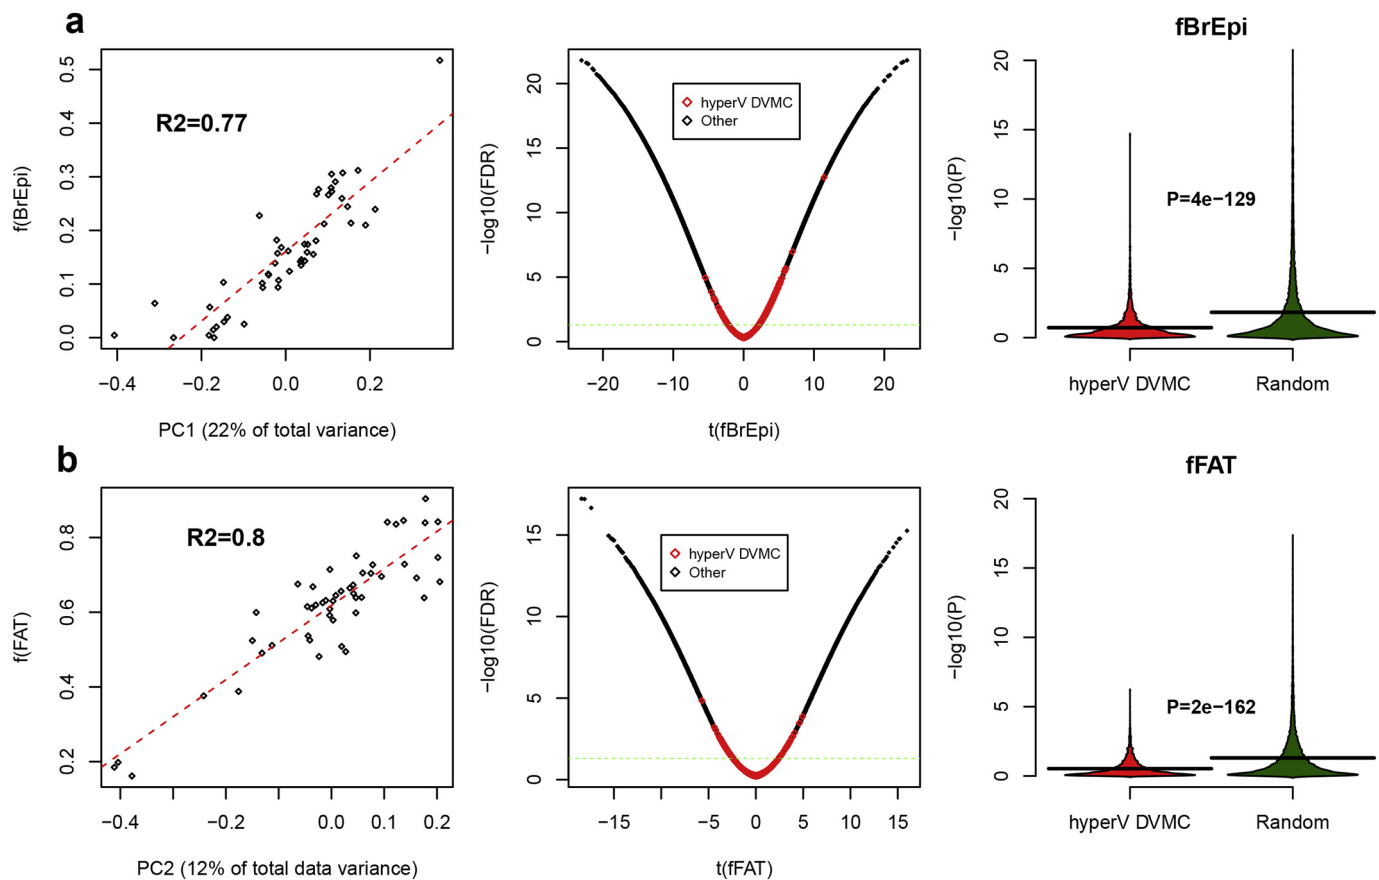 a
f(BrEpi)
0.5
0.4
0.3
0.2
0.1
0.0
R2=0.77
−0.4
−0.2
0.0
0.2
PC1 (22% of total variance)
−log10(FDR)
20
15
10
5
0
hyperV DVMC
Other
−20
−10
0
10
20
t(fBrEpi)
fBrEpi
−log10(P)
20
15
10
5
0
P=4e−129
hyperV DVMC
Random
b
f(FAT)
0.8
0.6
0.4
0.2
R2=0.8
−0.4
−0.2
0.0
0.1
0.2
PC2 (12% of total data variance)
−log10(FDR)
15
10
5
0
hyperV DVMC
Other
−15
−5
0
5
10
15
t(fFAT)
fFAT
−log10(P)
20
15
10
5
0
P=2e−162
hyperV DVMC
Random